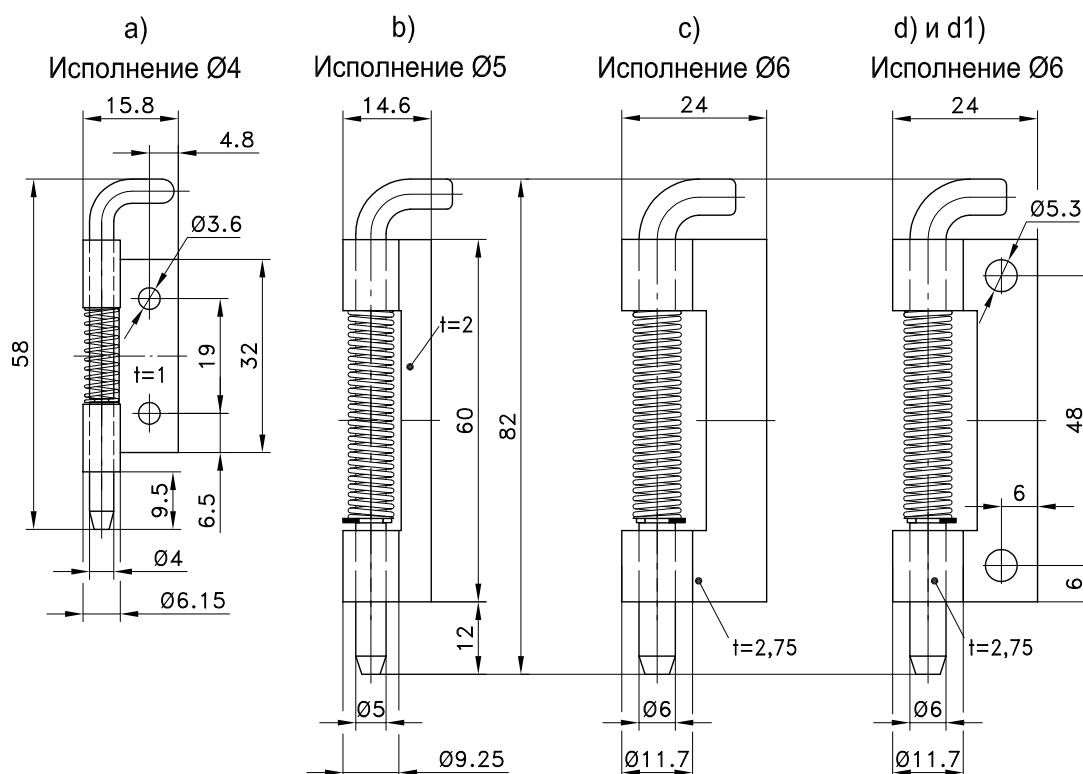 a)
Исполнение Ø4
b)
Исполнение Ø5
c)
Исполнение Ø6
d) и d1)
Исполнение Ø6
15.8
4.8
14.6
24
24
Ø3.6
Ø5.3
58
t=1
19
32
t=2
60
82
48
9.5
6.5
6
6
12
Ø4
Ø6.15
t=2,75
t=2,75
Ø5
Ø6
Ø6
Ø9.25
Ø11.7
Ø11.7